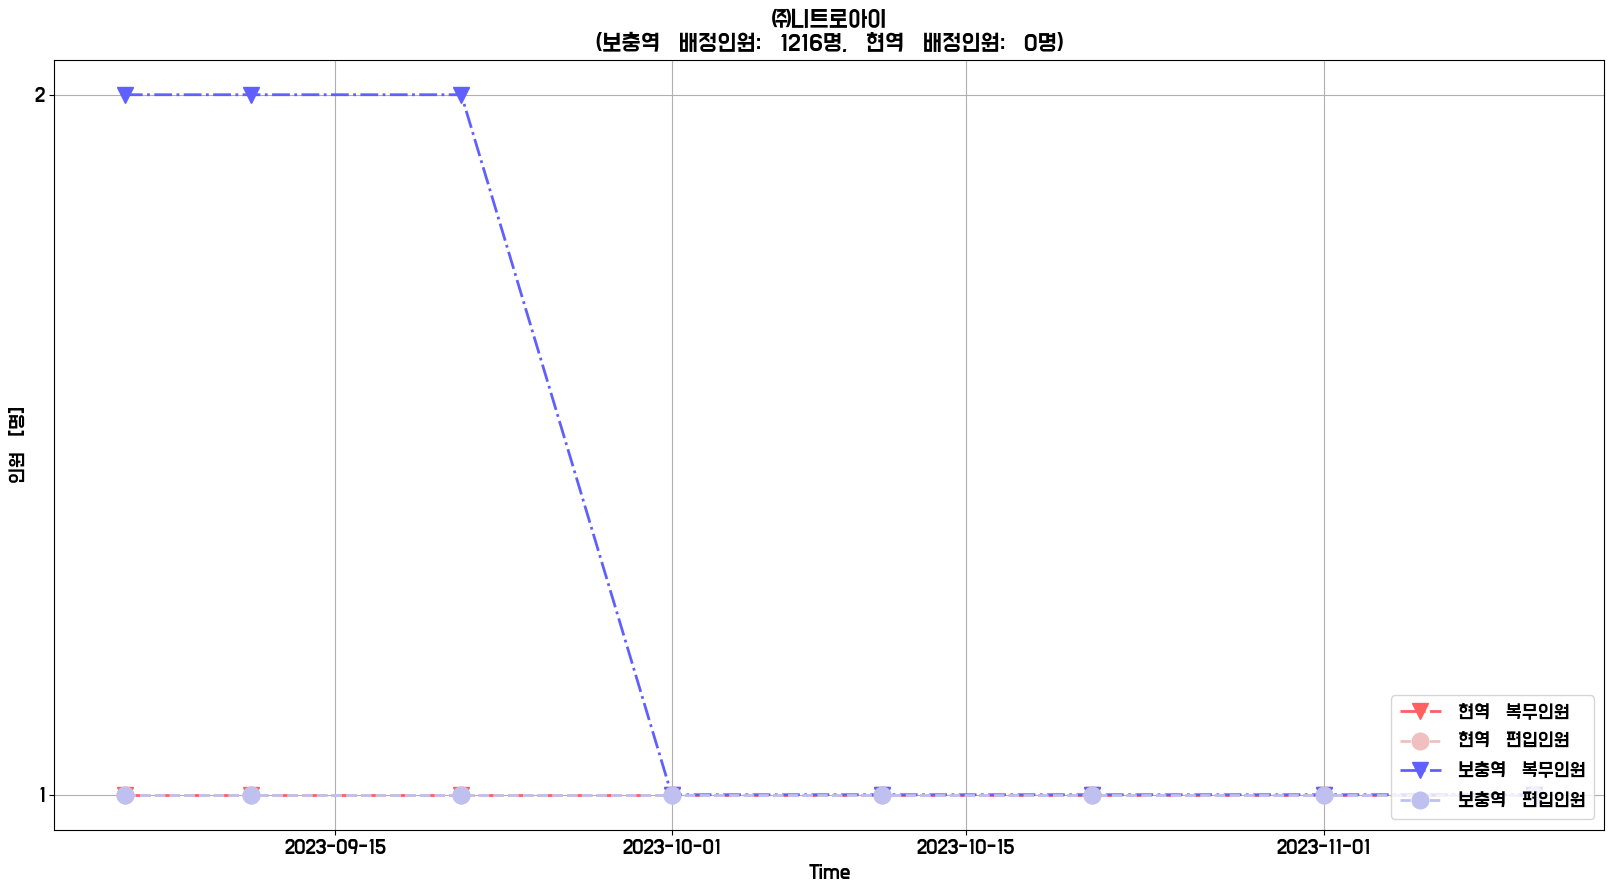 ㈜니트로아이
(보충역 배정인원: 1216명, 현역 배정인원: 0명)
2
인원 [명]
1
현역 복무인원
현역 편입인원
보충역 복무인원
보충역 편입인원
2023-09-15
2023-10-01
2023-10-15
2023-11-01
Time